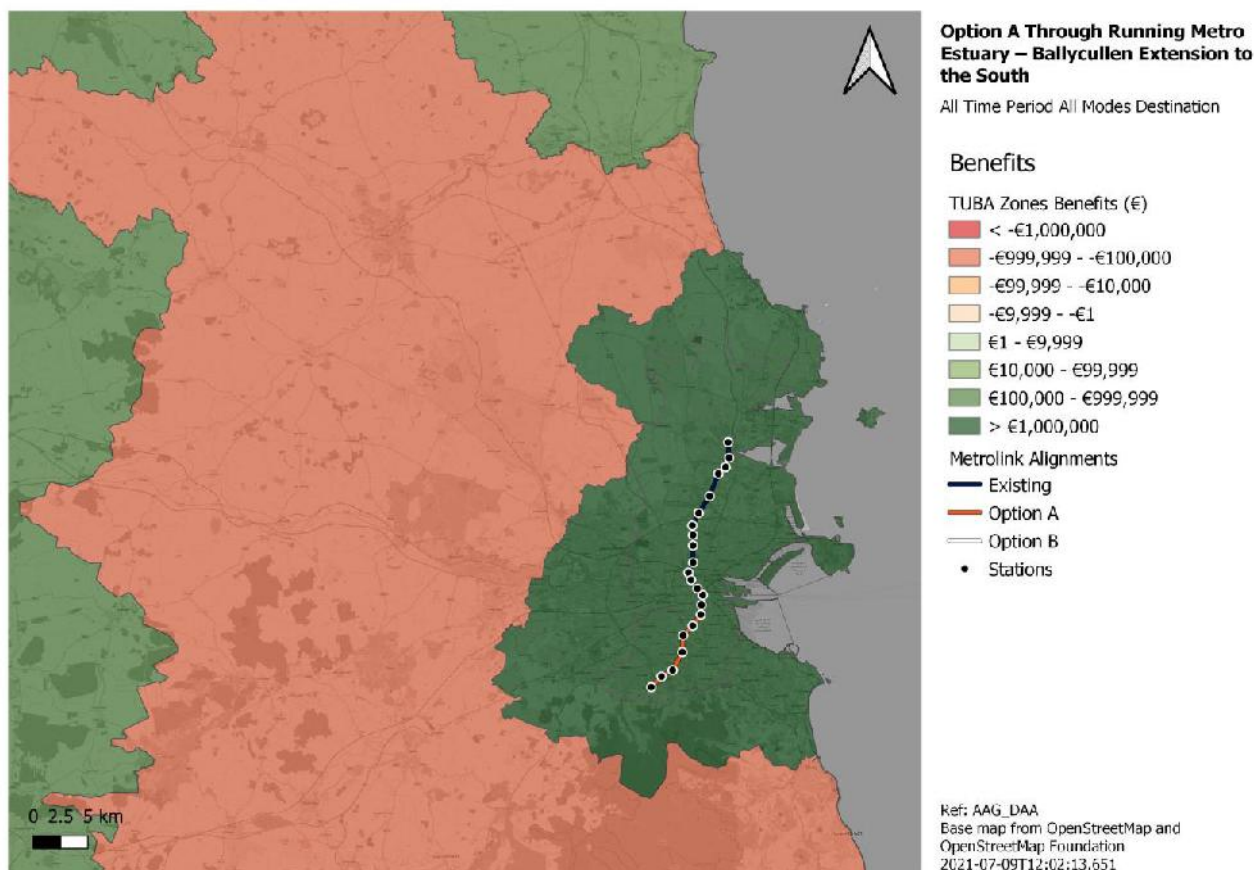 Option A Through Running Metro
Estuary – Ballycullen Extension to
the South
All Time Period All Modes Destination
Benefits
TUBA Zones Benefits (€)
< -€1,000,000
-€999,999 - -€100,000
-€99,999 - -€10,000
-€9,999 - -€1
€1 - €9,999
€10,000 - €99,999
€100,000 - €999,999
> €1,000,000
Metrolink Alignments
Existing
Option A
Option B
Stations
0 2.5 5 km
Ref: AAG_DAA
Base map from OpenStreetMap and
OpenStreetMap Foundation
2021-07-09T12:02:13.651